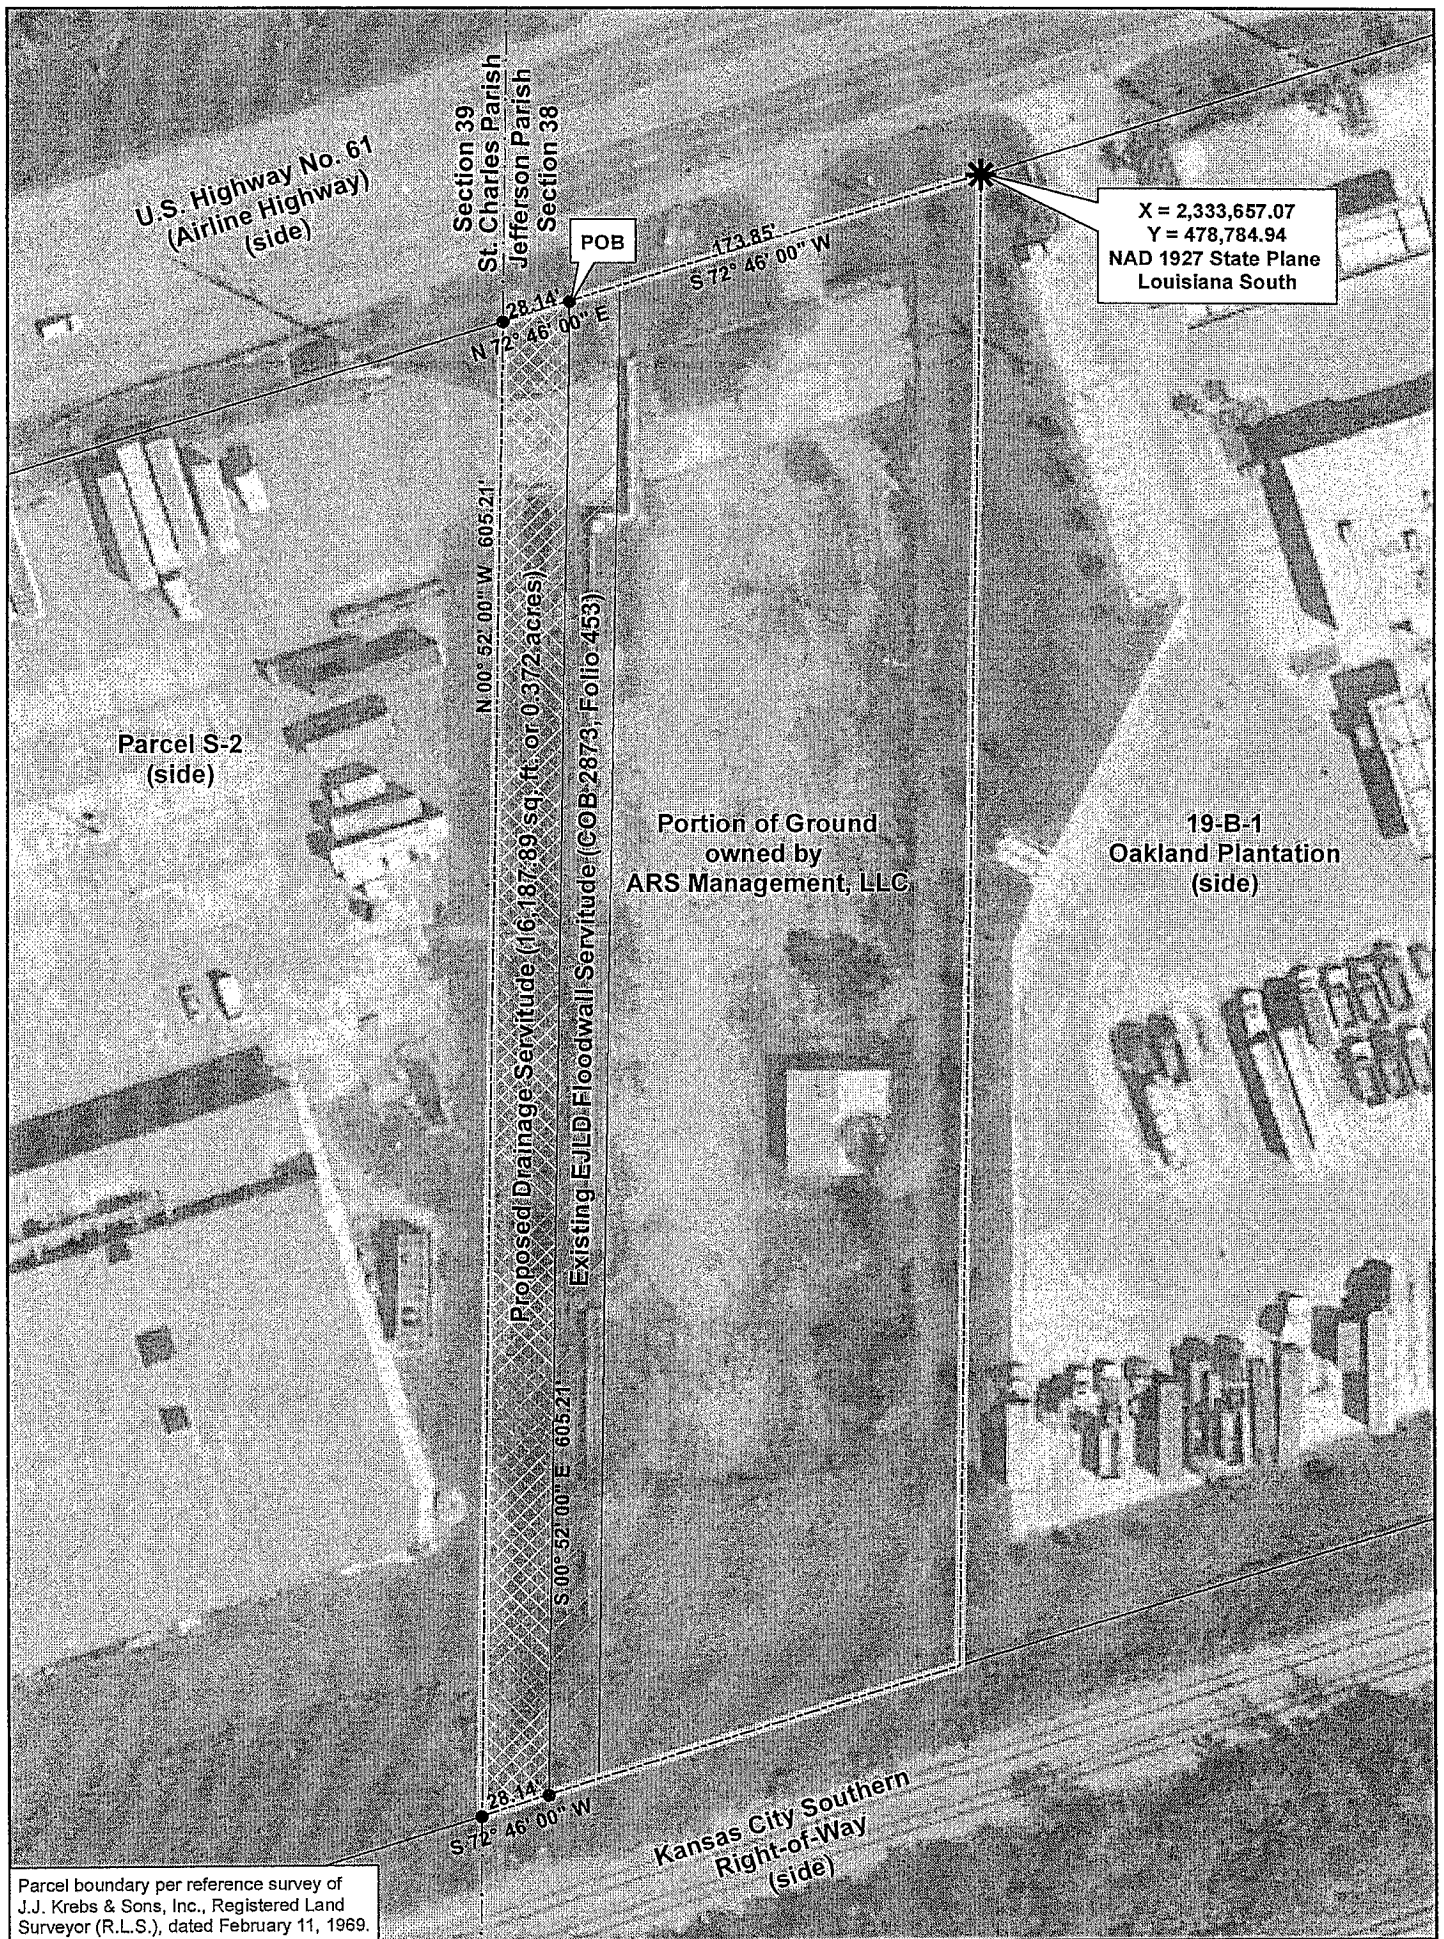 U.S. Highway No. 61
(Airline Highway)
(side)
Section 39
St. Charles Parish
Jefferson Parish
Section 38
POB
173.85'
S 72° 46' 00" W
X = 2,333,657.07
Y = 478,784.94
NAD 1927 State Plane
Louisiana South
28.14'
N 72° 46' 00" E
N 00° 52' 00" W 605.21'
Proposed Drainage Servitude (16,187.89 sq. ft. or 0.372 acres)
Existing EJLD Floodwall Servitude (COB 2873, Folio 453)
Parcel S-2
(side)
Portion of Ground
owned by
ARS Management, LLC
19-B-1
Oakland Plantation
(side)
S 00° 52' 00" E 605.21'
28.14'
S 72° 46' 00" W
Kansas City Southern
Right-of-Way
(side)
Parcel boundary per reference survey of
J.J. Krebs & Sons, Inc., Registered Land
Surveyor (R.L.S.), dated February 11, 1969.